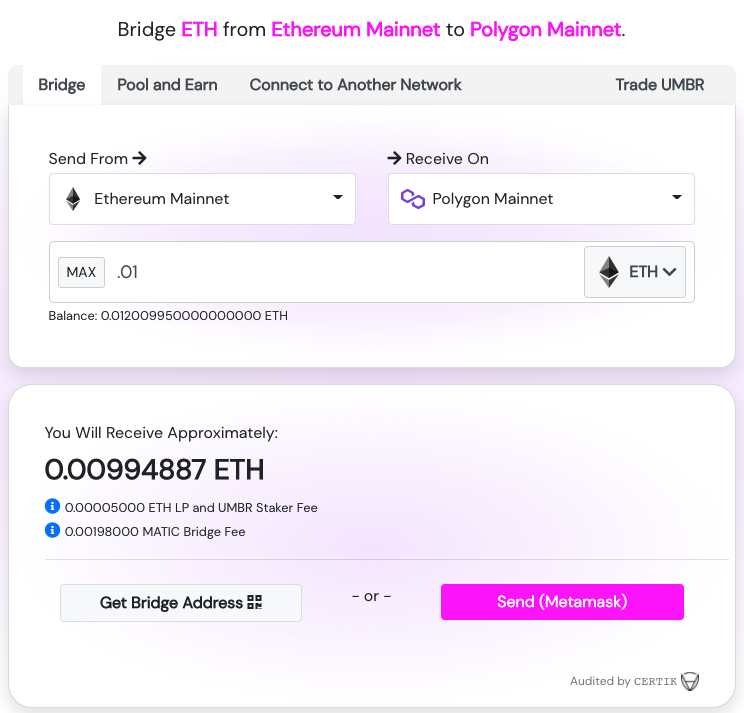 Bridge ETH from Ethereum Mainnet to Polygon Mainnet.
Bridge Pool and Earn Connect to Another Network Trade UMBR
Send From → → Receive On
Ethereum Mainnet Polygon Mainnet
MAX .01 ETH
Balance: 0.012009950000000000 ETH
You Will Receive Approximately:
0.00994887 ETH
0.00005000 ETH LP and UMBR Staker Fee
0.00198000 MATIC Bridge Fee
Get Bridge Address - or - Send (Metamask)
Audited by CERTIK